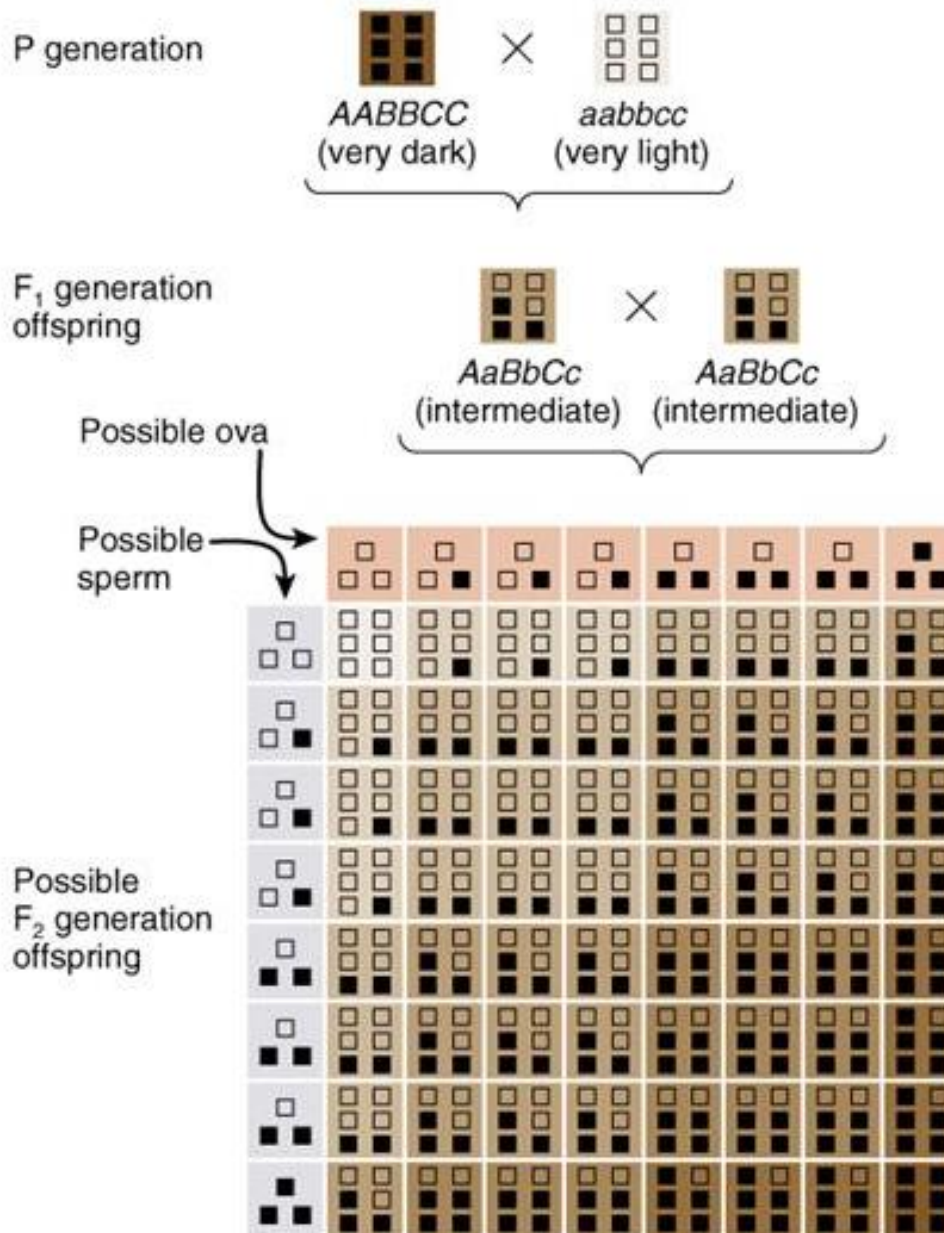 P generation
AABBCC
(very dark)
×
aabbcc
(very light)
F₁ generation
offspring
×
AaBbCc
(intermediate)
AaBbCc
(intermediate)
Possible ova
Possible
sperm
Possible
F₂ generation
offspring